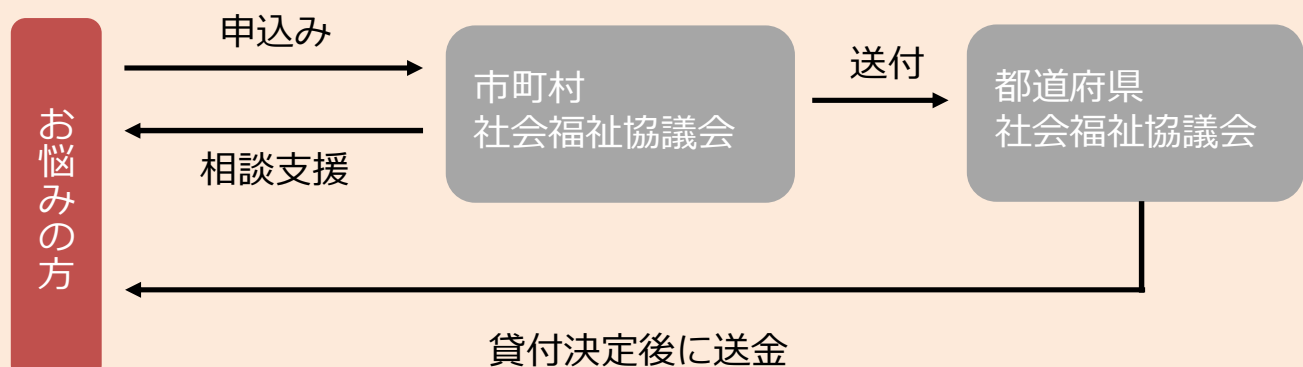 お悩みの方
申込み
相談支援
市町村
社会福祉協議会
送付
都道府県
社会福祉協議会
貸付決定後に送金